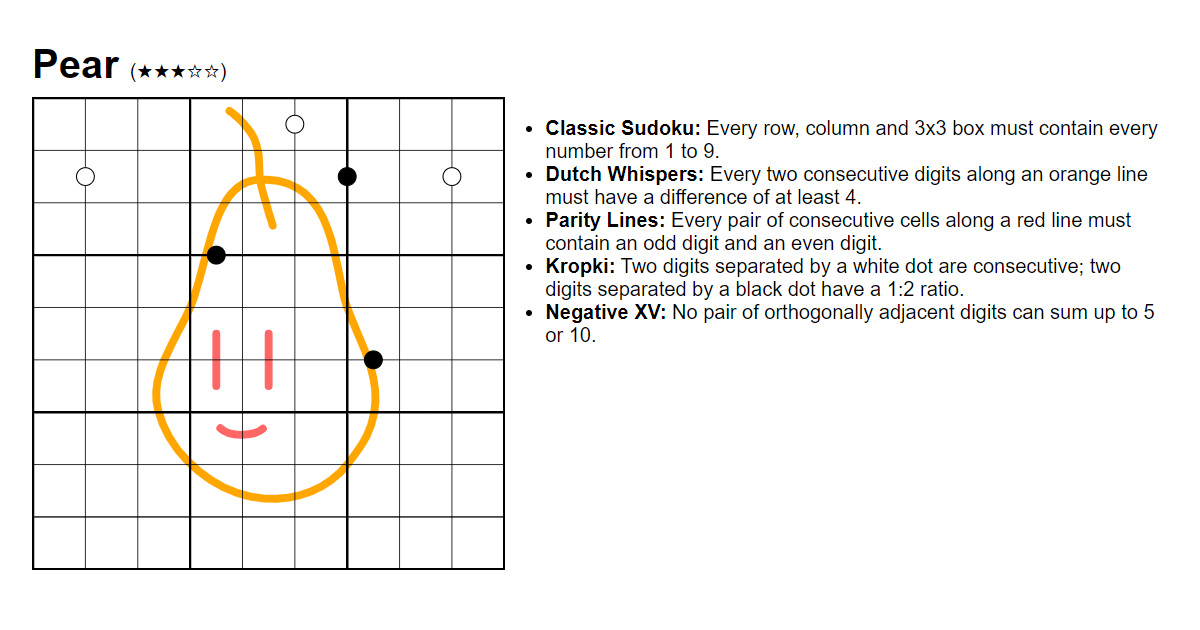 Pear (★★★☆☆)
• Classic Sudoku: Every row, column and 3x3 box must contain every
number from 1 to 9.
• Dutch Whispers: Every two consecutive digits along an orange line
must have a difference of at least 4.
• Parity Lines: Every pair of consecutive cells along a red line must
contain an odd digit and an even digit.
• Kropki: Two digits separated by a white dot are consecutive; two
digits separated by a black dot have a 1:2 ratio.
• Negative XV: No pair of orthogonally adjacent digits can sum up to 5
or 10.